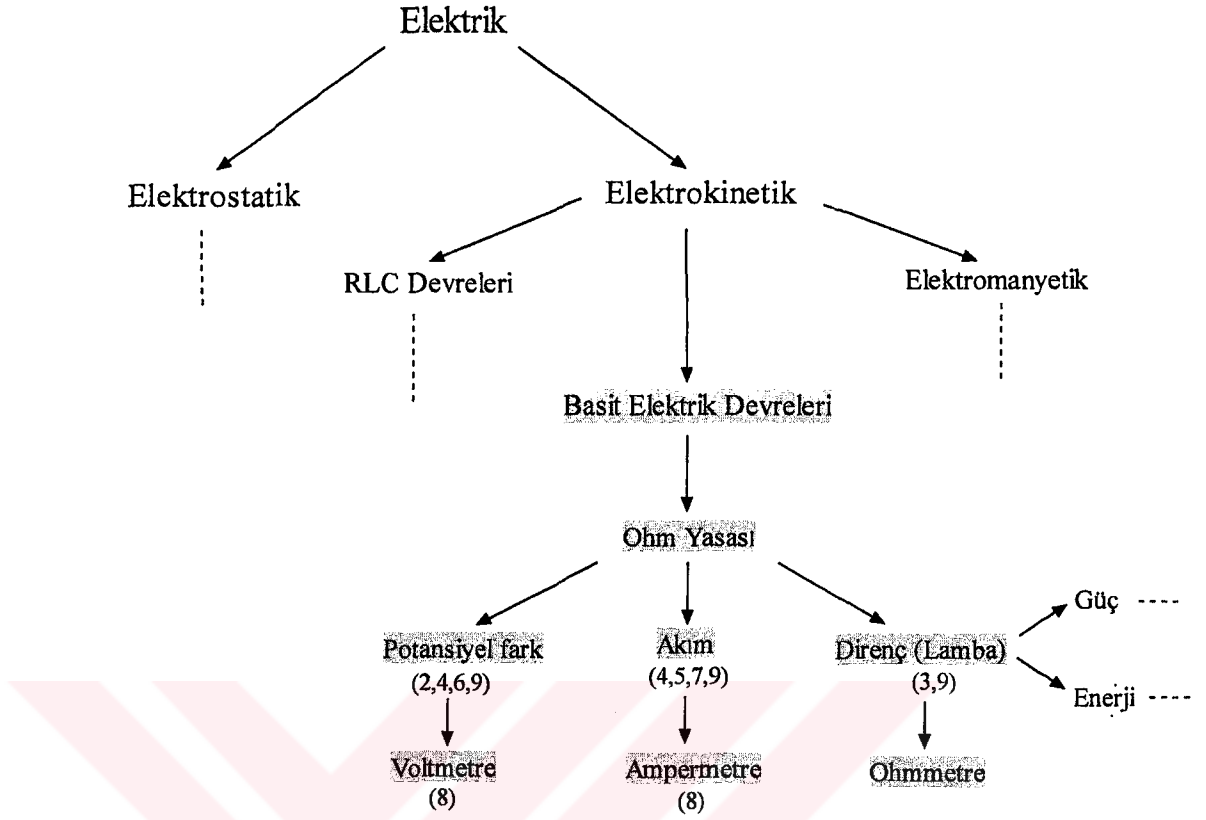 Elektrik
Elektrostatik
Elektrokinetik
RLC Devreleri
Elektromanyetik
Basit Elektrik Devreleri
Ohm Yasası
Güç ----
Potansiyel fark
Akım
Direnç (Lamba)
(2,4,6,9)
(4,5,7,9)
(3,9)
Enerji ----
Voltmetre
Ampermetre
Ohmmetre
(8)
(8)